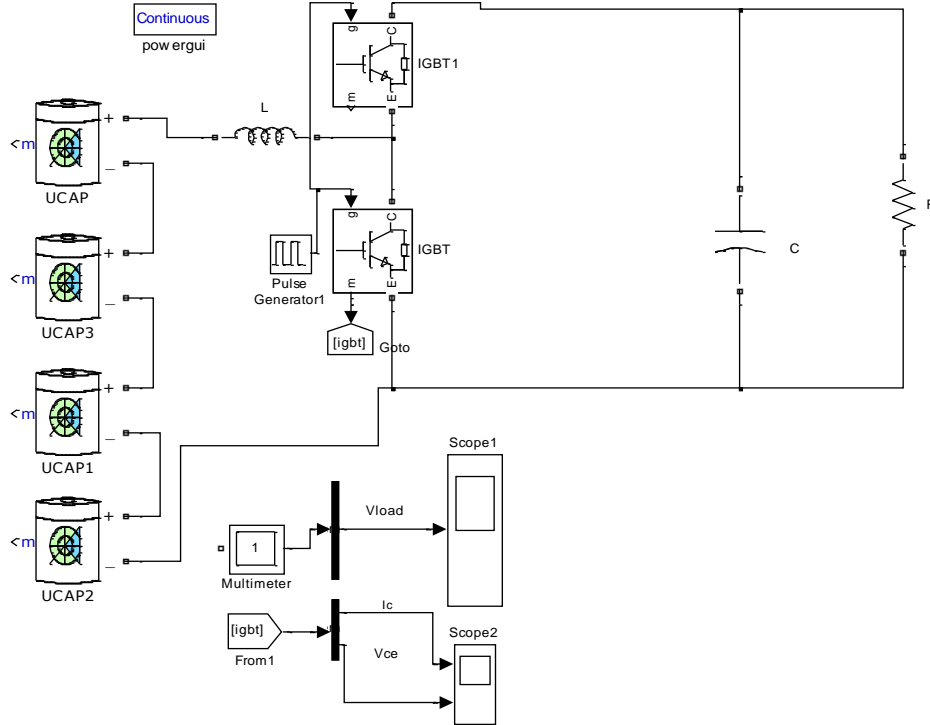 Continuous
powergui
g
C
IGBT1
m
E
L
+
m
_
UCAP
g
C
IGBT
m
E
Pulse
Generator1
[igbt]
Goto
+
m
_
UCAP3
C
+
m
_
UCAP1
+
m
_
UCAP2
Scope1
Vload
1
Multimeter
Ic
[igbt]
From1
Vce
Scope2